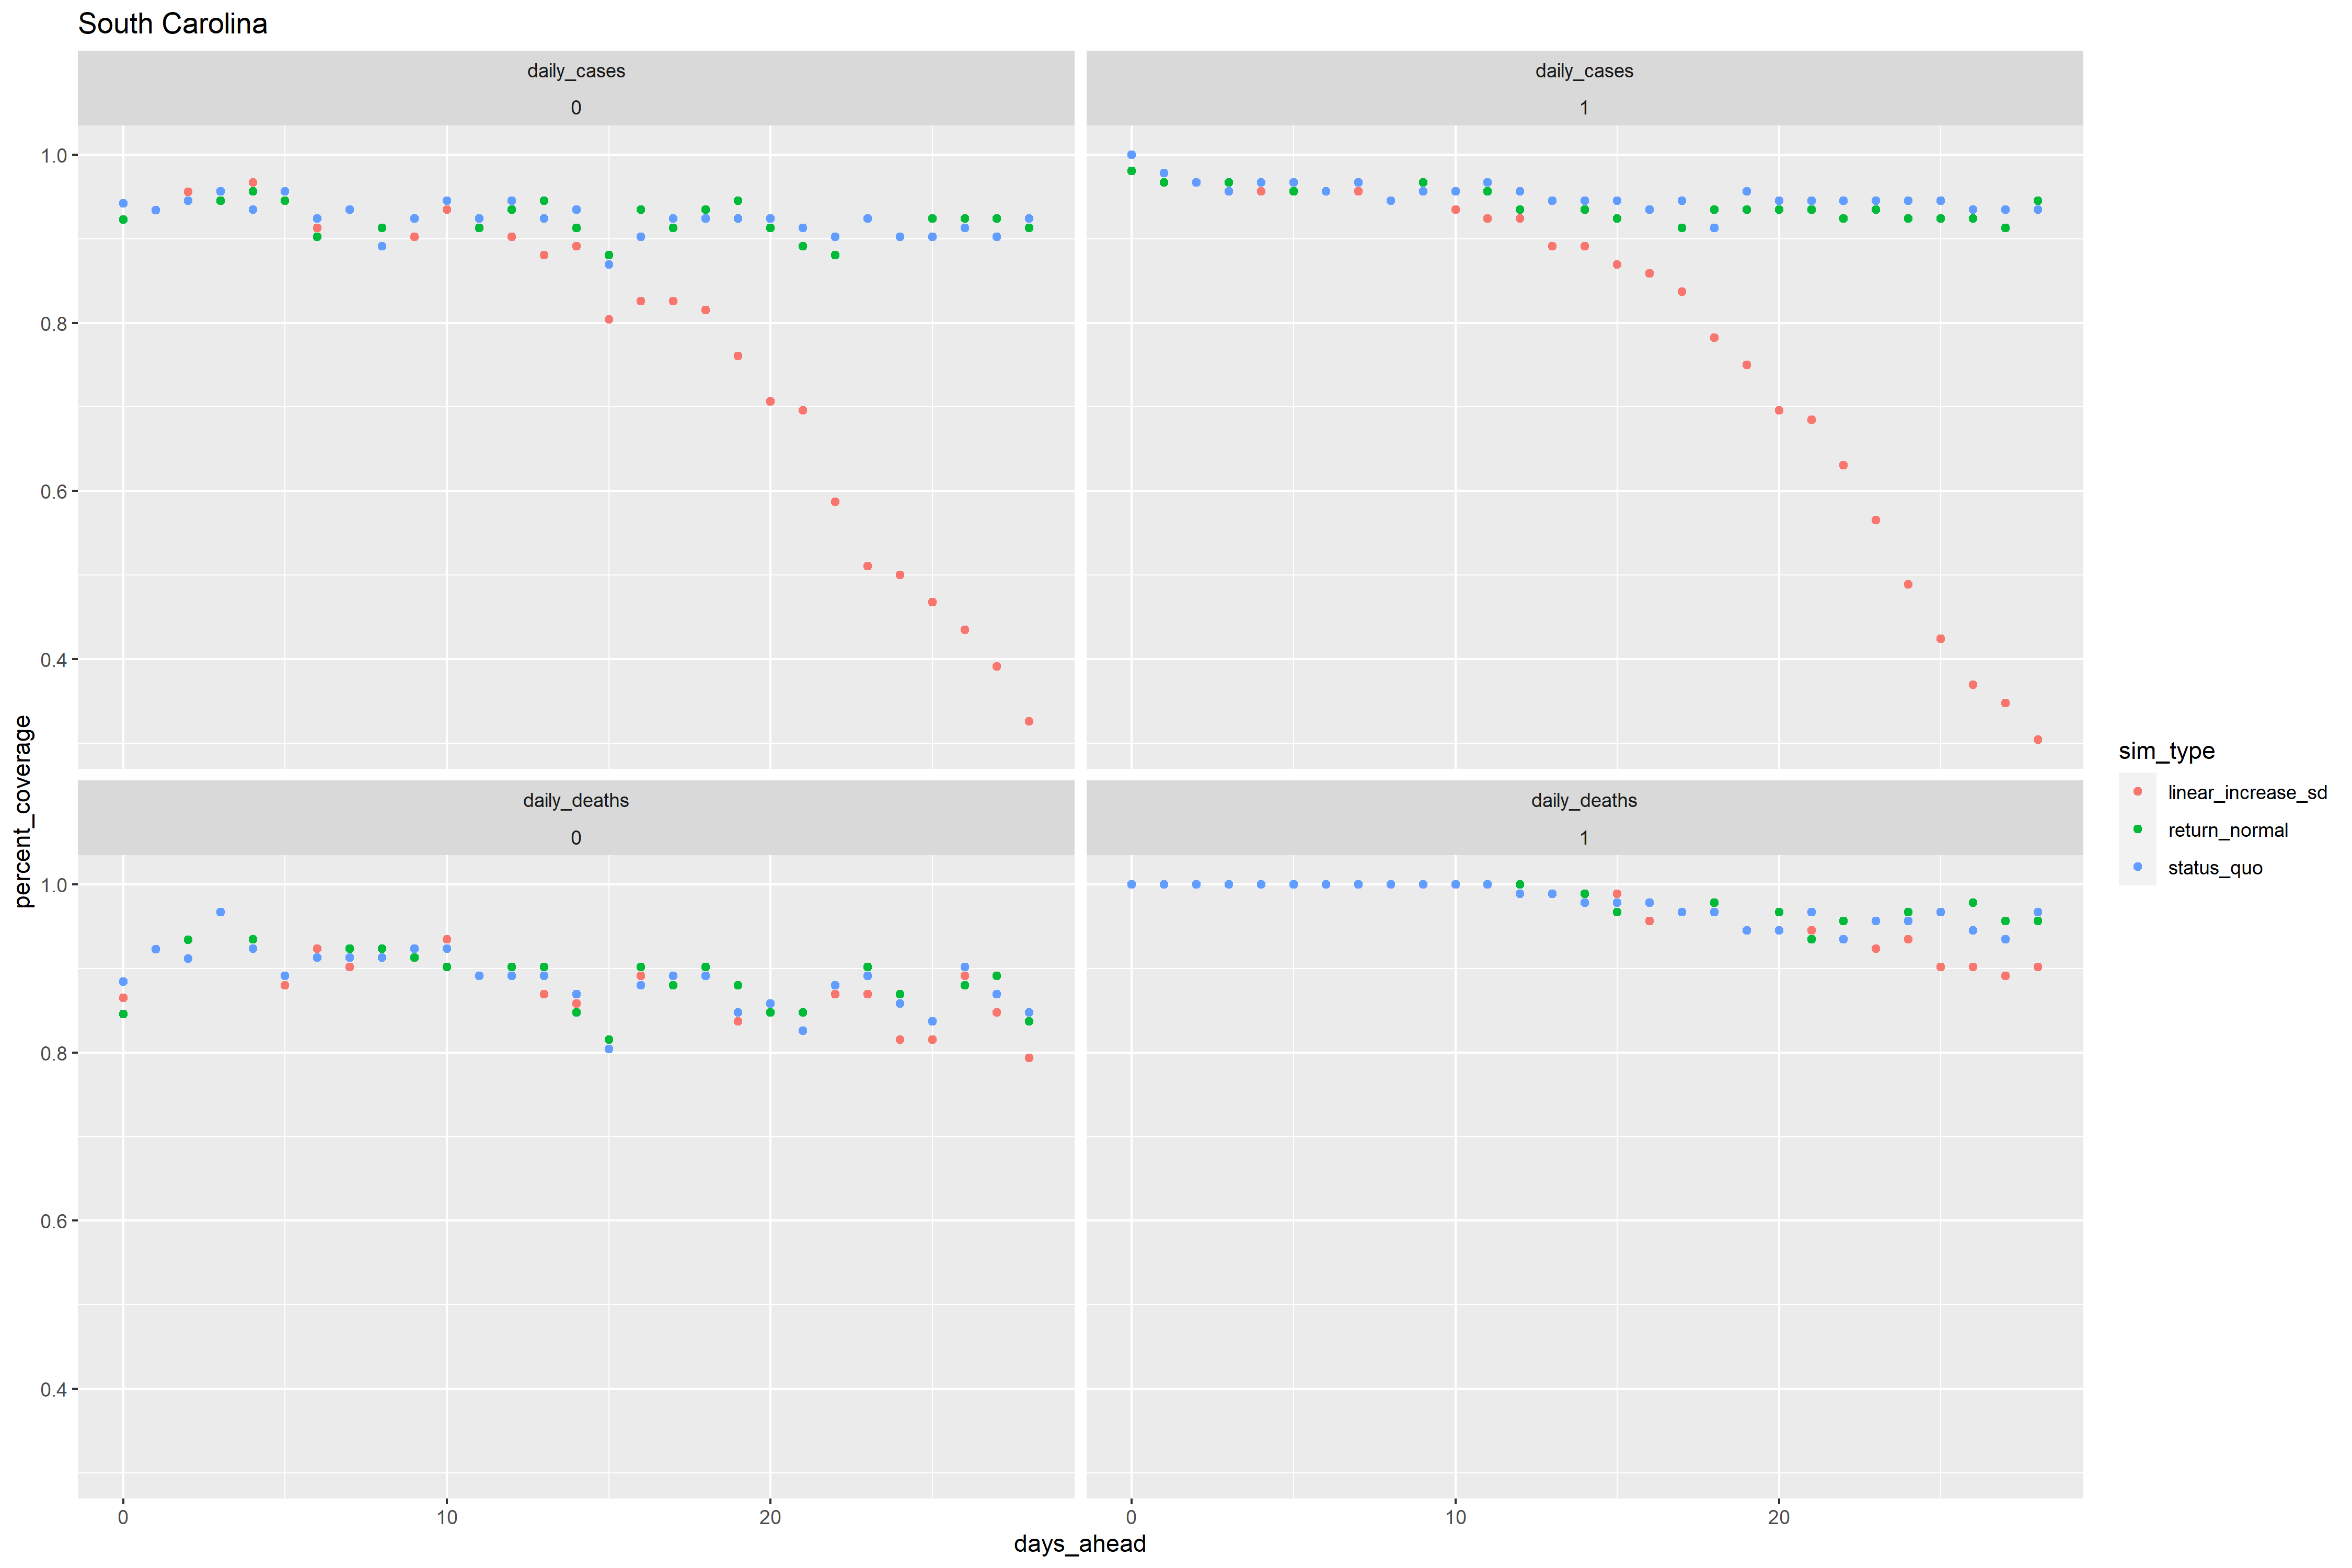 South Carolina
daily_cases
0
daily_cases
1
1.0
0.8
0.6
0.4
daily_deaths
0
daily_deaths
1
1.0
0.8
0.6
0.4
0
10
20
0
10
20
days_ahead
percent_coverage
sim_type
linear_increase_sd
return_normal
status_quo